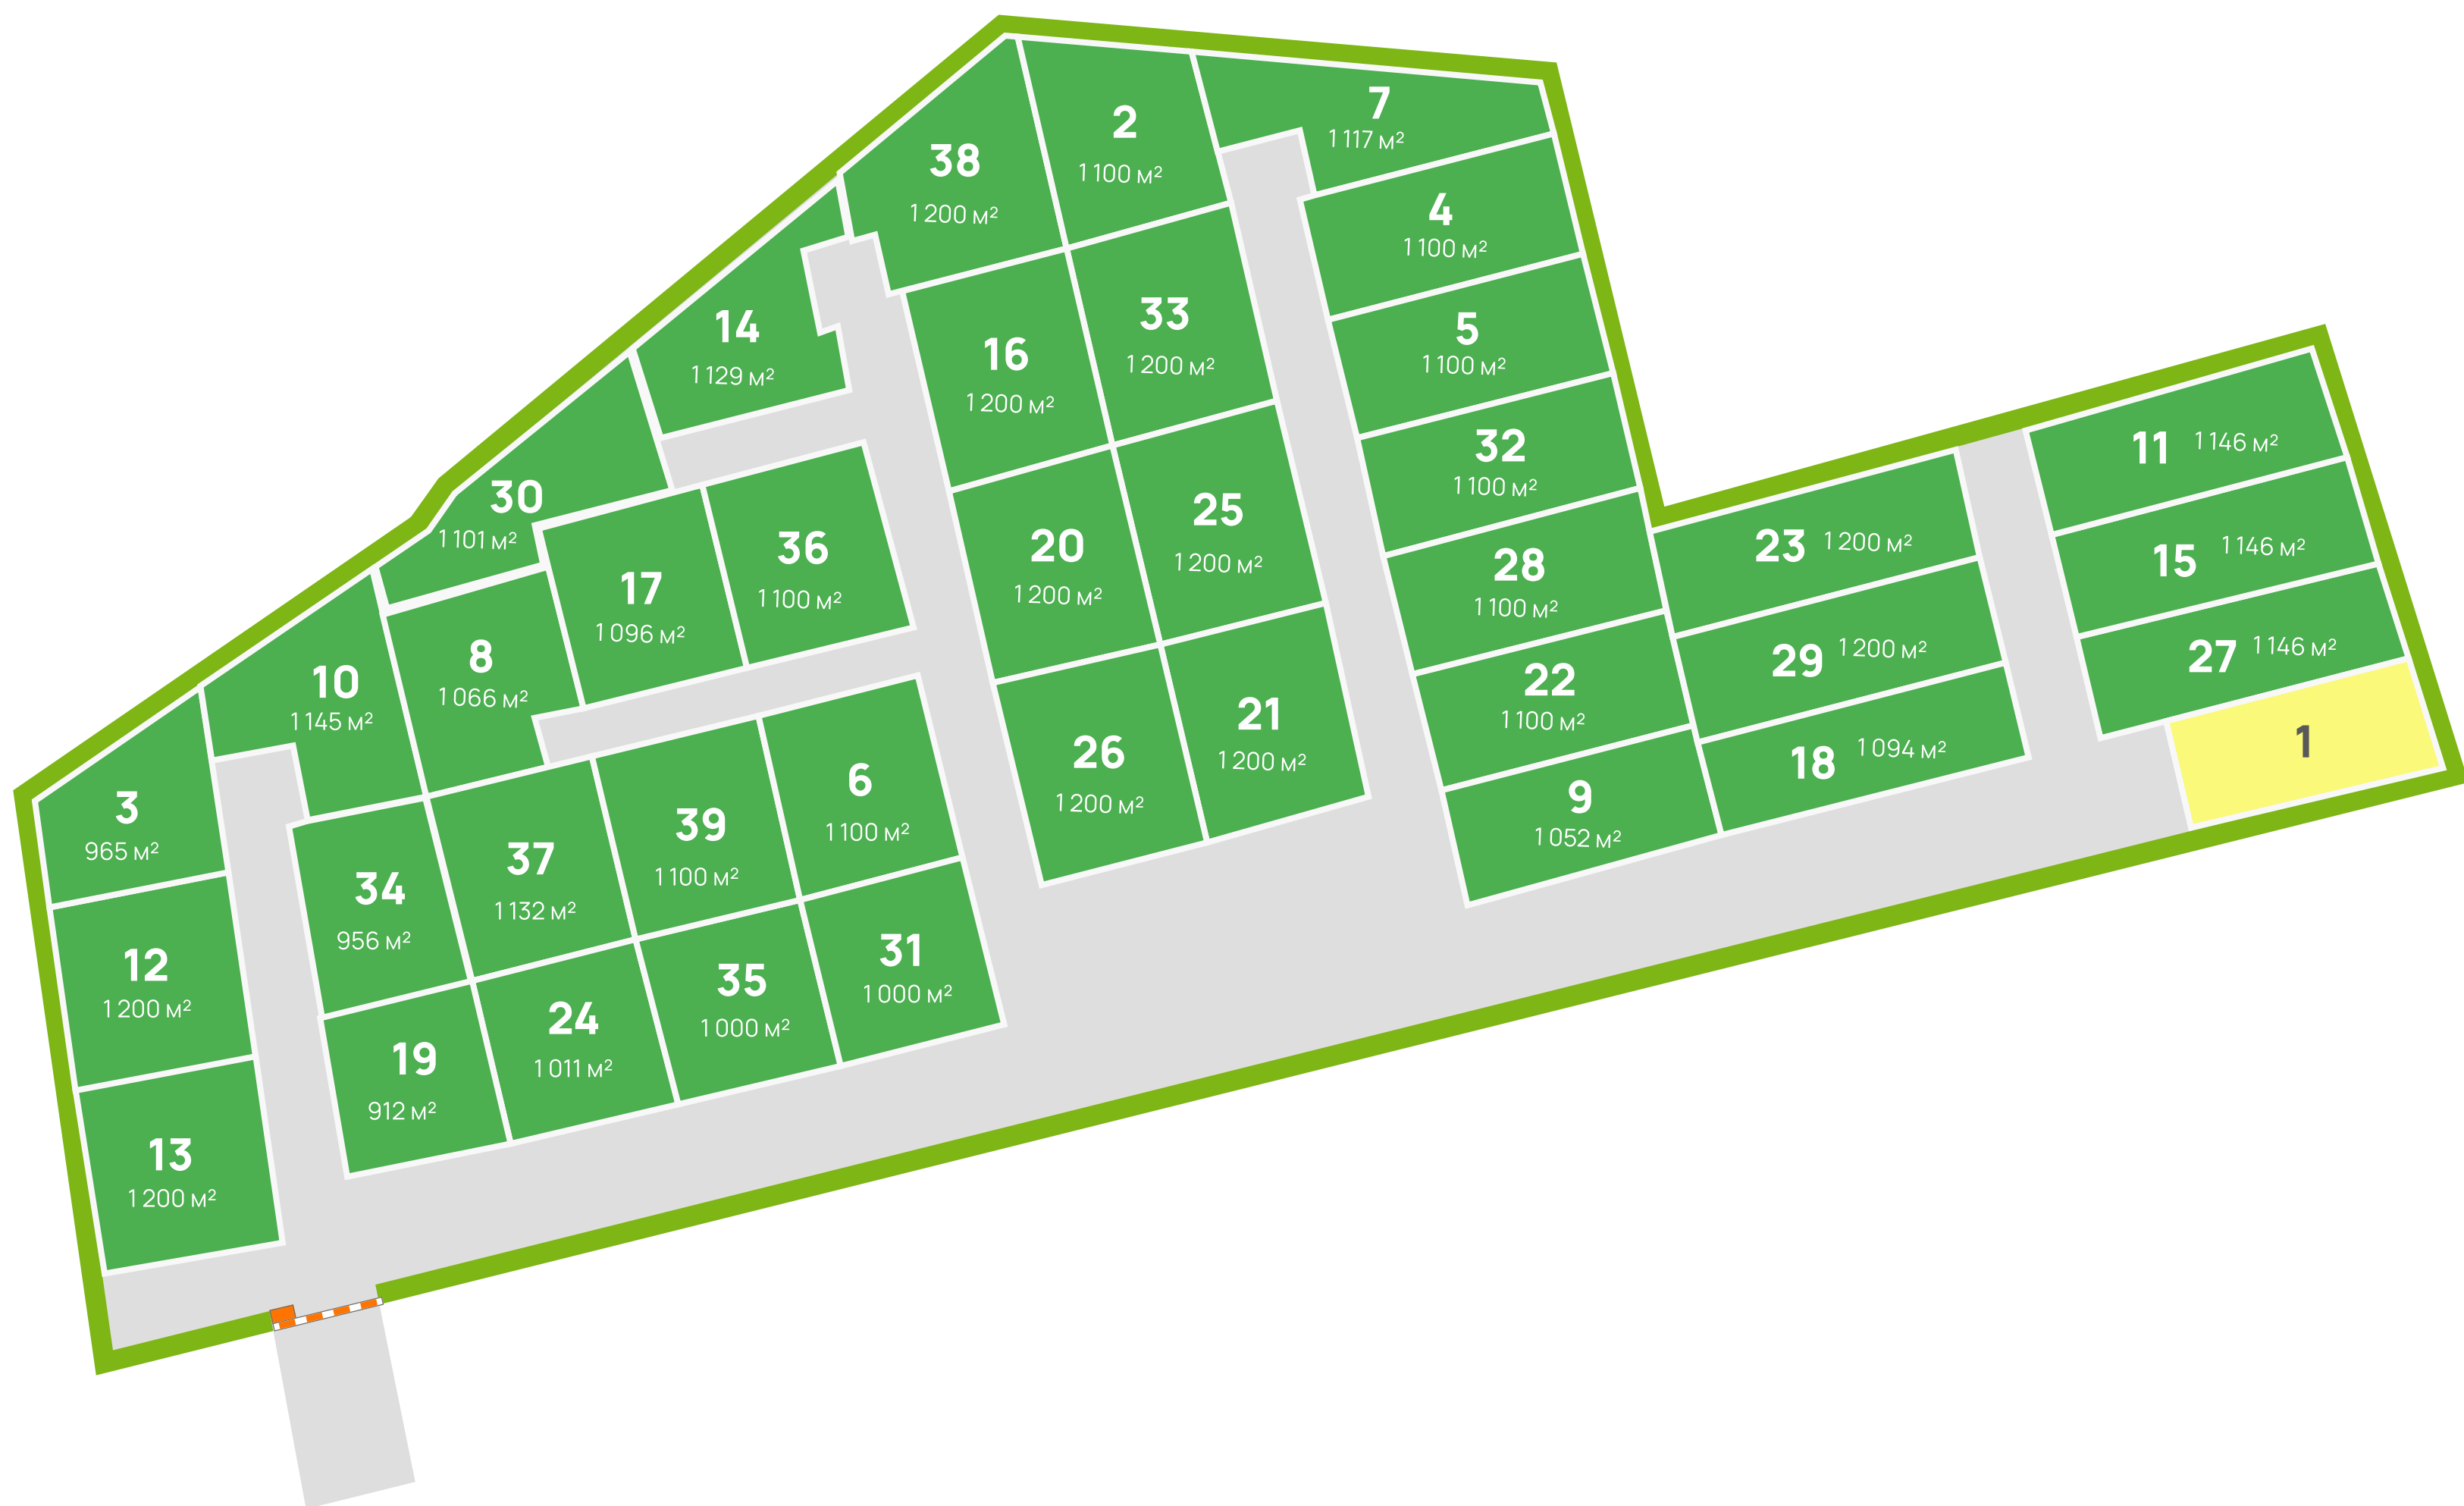 7
1 117 м²
2
1 100 м²
38
1 200 м²
4
1 100 м²
14
1 129 м²
33
1 200 м²
5
1 100 м²
16
1 200 м²
32
1 100 м²
11 1 146 м²
30
1 101 м²
25
1 200 м²
23 1 200 м²
15 1 146 м²
36
1 100 м²
20
1 200 м²
28
1 100 м²
17
1 096 м²
29 1 200 м²
27 1 146 м²
8
1 066 м²
10
1 145 м²
22
1 100 м²
21
1 200 м²
18 1 094 м²
1
26
1 200 м²
6
1 100 м²
9
1 052 м²
3
965 м²
39
1 100 м²
37
1 132 м²
34
956 м²
31
1 000 м²
12
1 200 м²
35
1 000 м²
24
1 011 м²
19
912 м²
13
1 200 м²